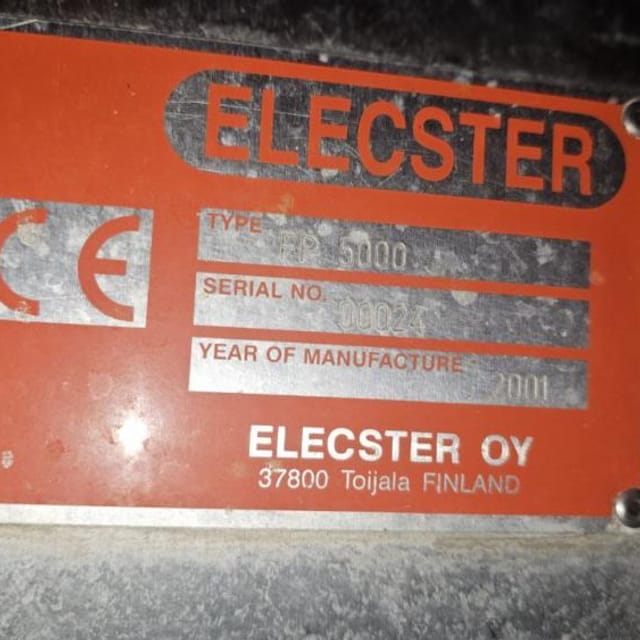 ELECSTER
CE
TYPE EP 5000
SERIAL NO. 00024
YEAR OF MANUFACTURE 2001
ELECSTER OY
37800 Toijala FINLAND